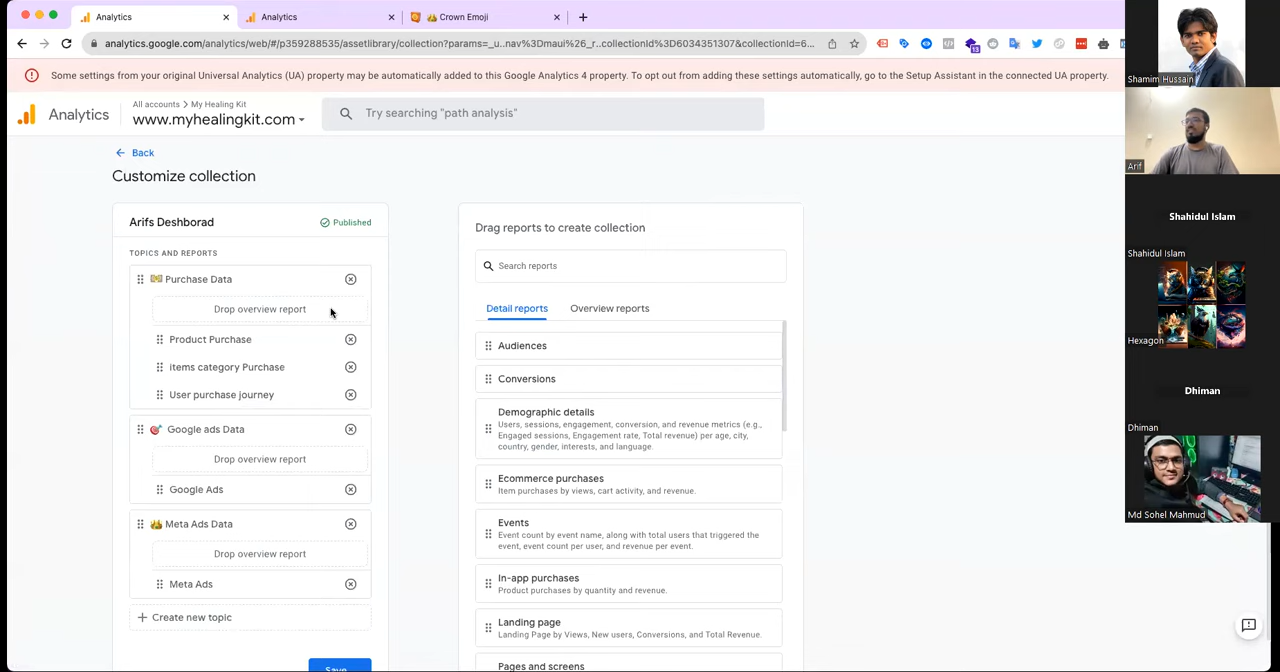 Analytics
Analytics
👑 Crown Emoji
analytics.google.com/analytics/web/#/p359288535/assetlibrary/collection?params=_u..nav%3Dmaui%26_r..collectionId%3D6034351307&collectionId=6...
13
Some settings from your original Universal Analytics (UA) property may be automatically added to this Google Analytics 4 property. To opt out from adding these settings automatically, go to the Setup Assistant in the connected UA property.
Analytics
All accounts > My Healing Kit
www.myhealingkit.com
Try searching "path analysis"
Back
Customize collection
Arifs Deshborad
Published
TOPICS AND REPORTS
Purchase Data
Drop overview report
Product Purchase
items category Purchase
User purchase journey
Google ads Data
Drop overview report
Google Ads
Meta Ads Data
Drop overview report
Meta Ads
Create new topic
Save
Drag reports to create collection
Search reports
Detail reports
Overview reports
Audiences
Conversions
Demographic details
Users, sessions, engagement, conversion, and revenue metrics (e.g.,
Engaged sessions, Engagement rate, Total revenue) per age, city,
country, gender, interests, and language.
Ecommerce purchases
Item purchases by views, cart activity, and revenue.
Events
Event count by event name, along with total users that triggered the
event, event count per user, and revenue per event.
In-app purchases
Product purchases by quantity and revenue.
Landing page
Landing Page by Views, New users, Conversions, and Total Revenue.
Pages and screens
Shamim Hussain
Arif
Shahidul Islam
Shahidul Islam
Hexagon
Dhiman
Dhiman
Md Sohel Mahmud